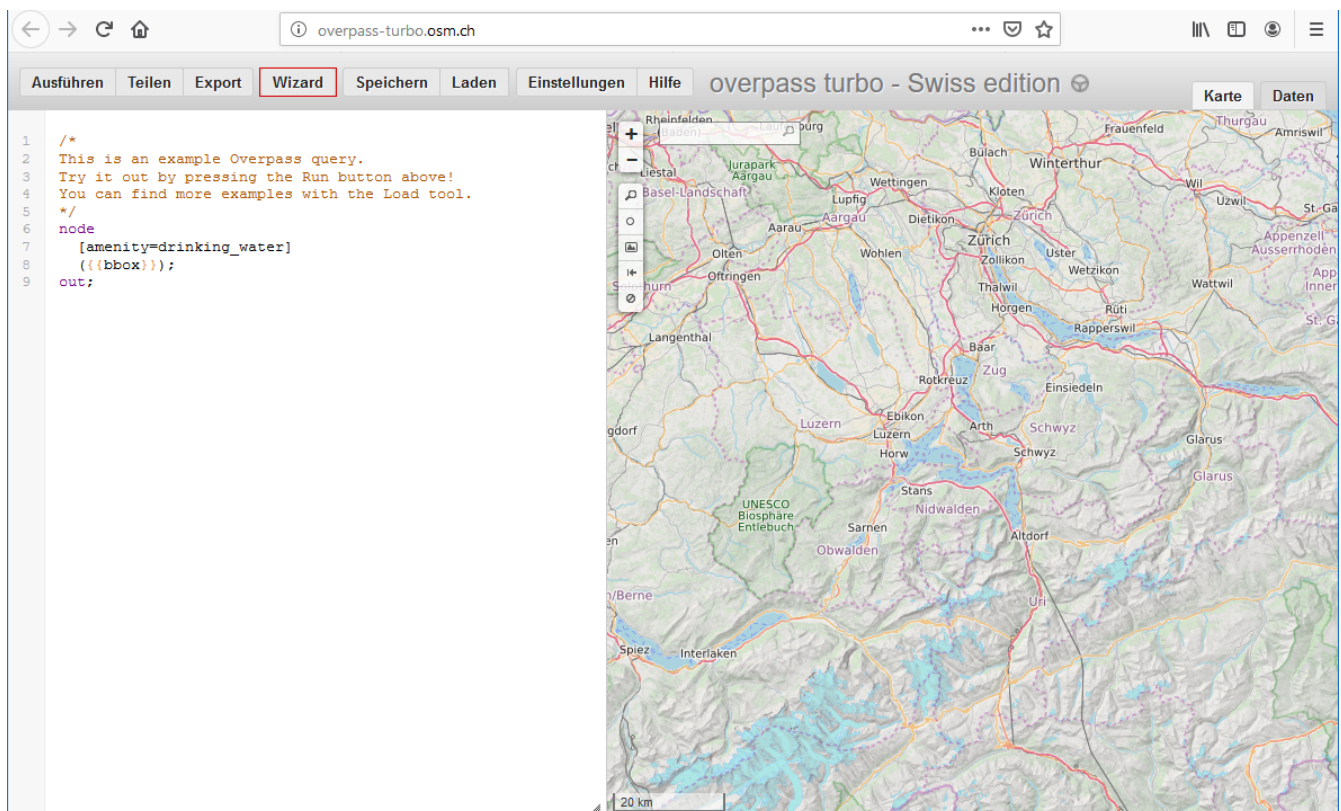 overpass-turbo.osm.ch
Ausführen Teilen Export Wizard Speichern Laden Einstellungen Hilfe overpass turbo - Swiss edition Karte Daten
1 /*
2 This is an example Overpass query.
3 Try it out by pressing the Run button above!
4 You can find more examples with the Load tool.
5 */
6 node
7 [amenity=drinking_water]
8 ({{bbox}});
9 out;
+
−
Rheinfelden
(Baden)
Thurgau
Frauenfeld
Amriswil
Bülach
Winterthur
Liestal
Jurapark
Aargau
Wettingen
Basel-Landschaft
Kloten
Wil
Uzwil
Lupfig
Aargau
Dietikon
Zürich
Aarau
Zürich
Appenzell
Ausserrhoden
Olten
Wohlen
Zollikon
Uster
Wetzikon
Oftringen
Thalwil
Wattwil
Horgen
Rüti
Rapperswil
Langenthal
Baar
Zug
Rotkreuz
Einsiedeln
Ebikon
Luzern
Luzern
Arth
Schwyz
Glarus
Horw
Schwyz
Glarus
Stans
UNESCO
Biosphäre
Entlebuch
Nidwalden
Sarnen
Altdorf
Obwalden
n/Berne
Uri
Spiez
Interlaken
20 km